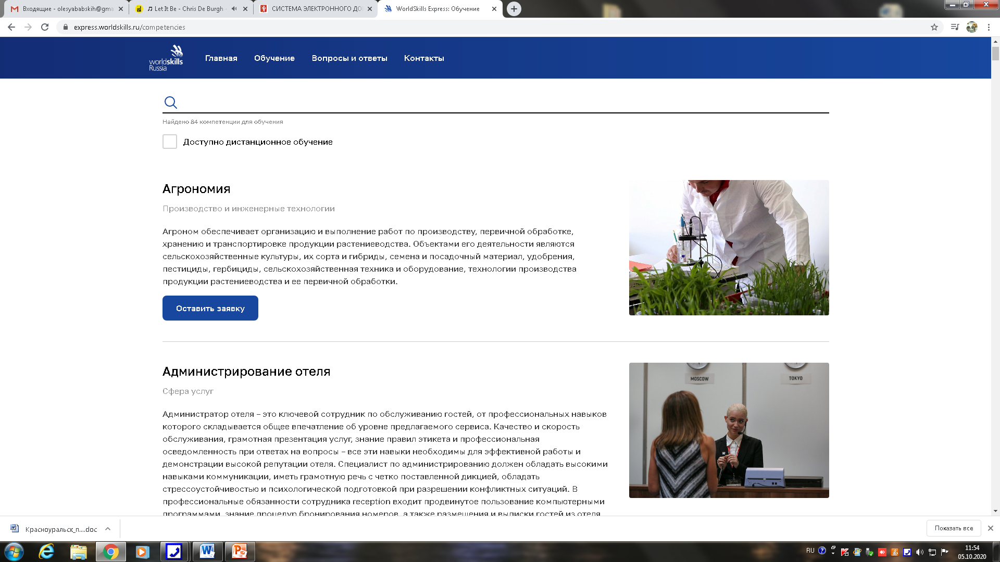 Входящие - olesyababskih@gma
Let It Be - Chris De Burgh
СИСТЕМА ЭЛЕКТРОННОГО ДО
WorldSkills Express: Обучение
express.worldskills.ru/competencies
worldskills
Russia
Главная
Обучение
Вопросы и ответы
Контакты
Найдено 84 компетенции для обучения
Доступно дистанционное обучение
Агрономия
Производство и инженерные технологии
Агроном обеспечивает организацию и выполнение работ по производству, первичной обработке,
хранению и транспортировке продукции растениеводства. Объектами его деятельности являются
сельскохозяйственные культуры, их сорта и гибриды, семена и посадочный материал, удобрения,
пестициды, гербициды, сельскохозяйственная техника и оборудование, технологии производства
продукции растениеводства и ее первичной обработки.
Оставить заявку
Администрирование отеля
Сфера услуг
Администратор отеля – это ключевой сотрудник по обслуживанию гостей, от профессиональных навыков
которого складывается общее впечатление об уровне предлагаемого сервиса. Качество и скорость
обслуживания, грамотная презентация услуг, знание правил этикета и профессиональная
осведомленность при ответах на вопросы – все эти навыки необходимы для эффективной работы и
демонстрации высокой репутации отеля. Специалист по администрированию должен обладать высокими
навыками коммуникации, иметь грамотную речь с четко поставленной дикцией, обладать
стрессоустойчивостью и психологической подготовкой при разрешении конфликтных ситуаций. В
профессиональные обязанности сотрудника reception входит продвинутое пользование компьютерными
программами, знание процедур бронирования номеров, а также размещения и выписки гостей из отеля
MOSCOW
TOKYO
Красноуральск_п....doc
Показать все
RU
11:54
05.10.2020